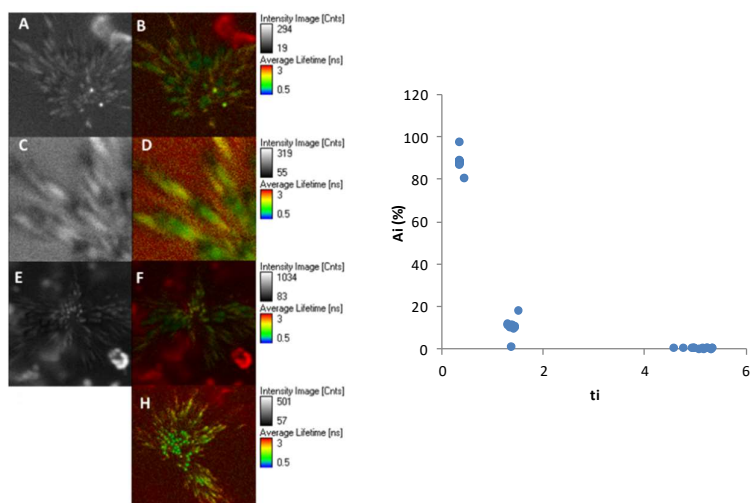 A
B
Intensity Image [Cnts]
294
19
Average Lifetime [ns]
3
0.5
C
D
Intensity Image [Cnts]
319
55
Average Lifetime [ns]
3
0.5
E
F
Intensity Image [Cnts]
1034
83
Average Lifetime [ns]
3
0.5
H
Intensity Image [Cnts]
501
57
Average Lifetime [ns]
3
0.5
120
100
80
60
40
20
0
Ai (%)
0 2 4 6
ti